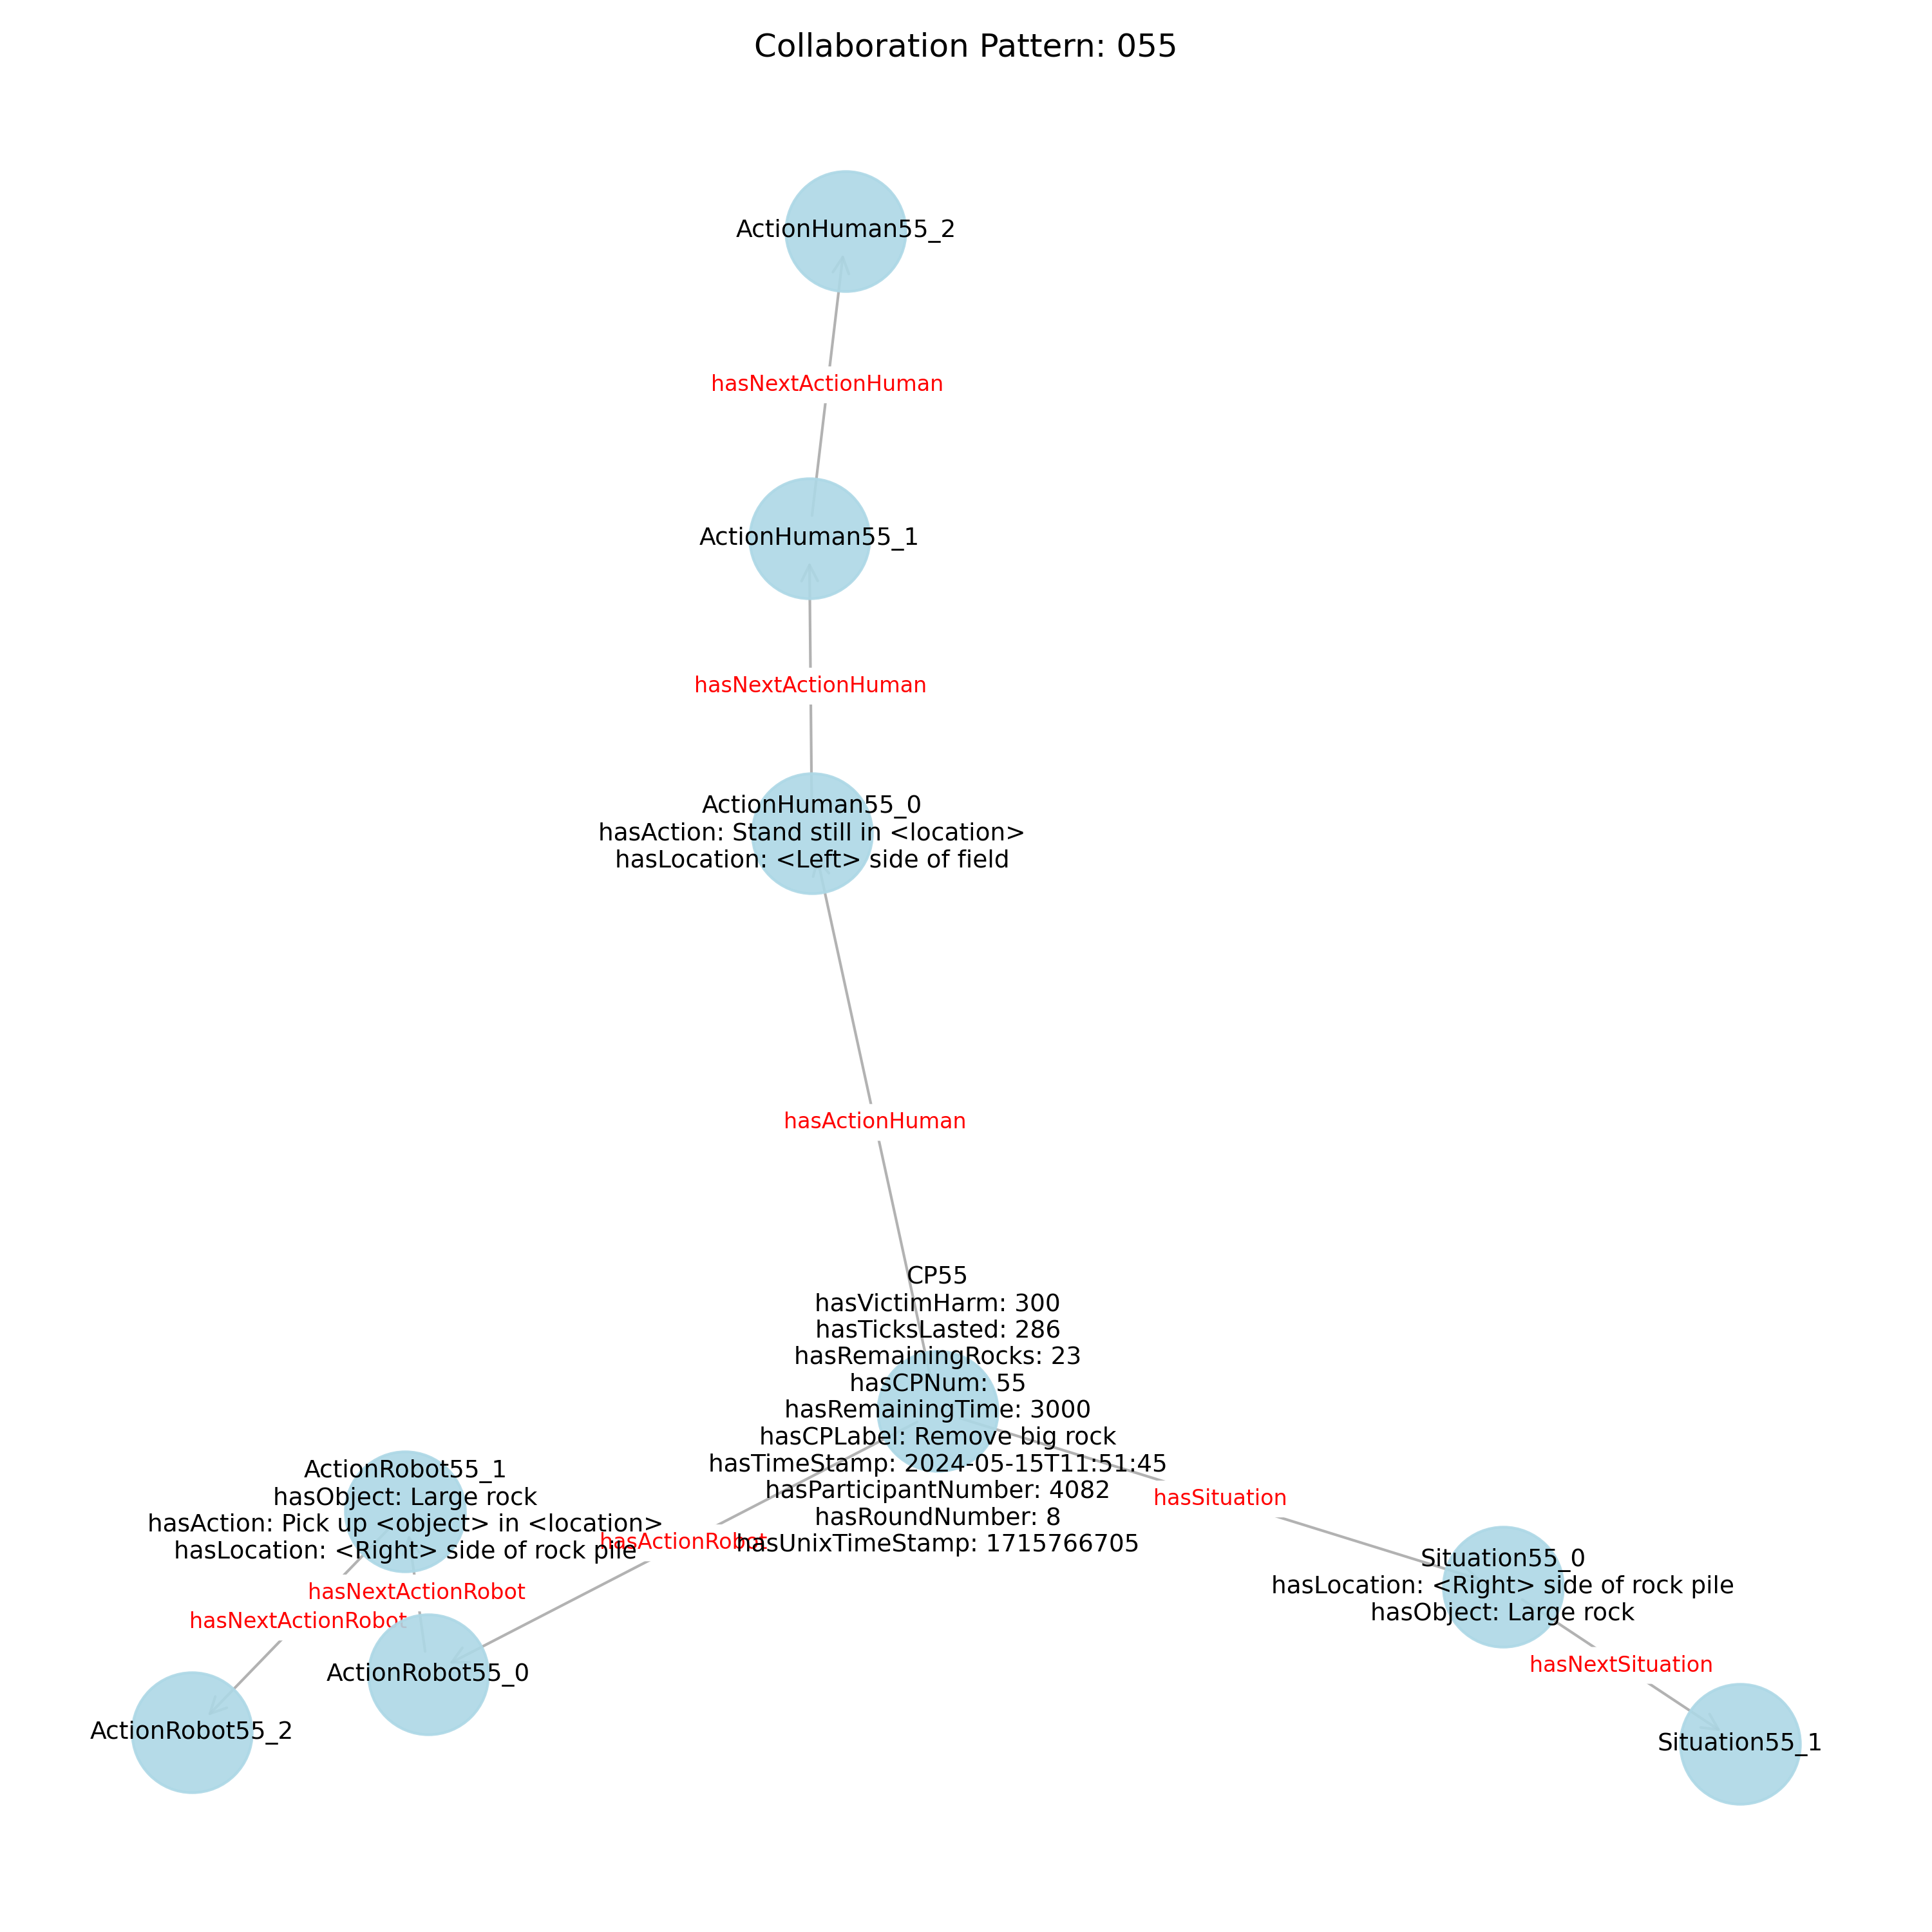 Collaboration Pattern: 055
ActionHuman55_2
hasNextActionHuman
ActionHuman55_1
hasNextActionHuman
ActionHuman55_0
hasAction: Stand still in <location>
hasLocation: <Left> side of field
hasActionHuman
CP55
hasVictimHarm: 300
hasTicksLasted: 286
hasRemainingRocks: 23
hasCPNum: 55
hasRemainingTime: 3000
hasCPLabel: Remove big rock
hasTimeStamp: 2024-05-15T11:51:45
hasParticipantNumber: 4082
hasRoundNumber: 8
hasUnixTimeStamp: 1715766705
ActionRobot55_1
hasObject: Large rock
hasAction: Pick up <object> in <location>
hasLocation: <Right> side of rock pile
hasActionRobot
hasSituation
hasNextActionRobot
hasNextActionRobot
ActionRobot55_0
ActionRobot55_2
Situation55_0
hasLocation: <Right> side of rock pile
hasObject: Large rock
hasNextSituation
Situation55_1